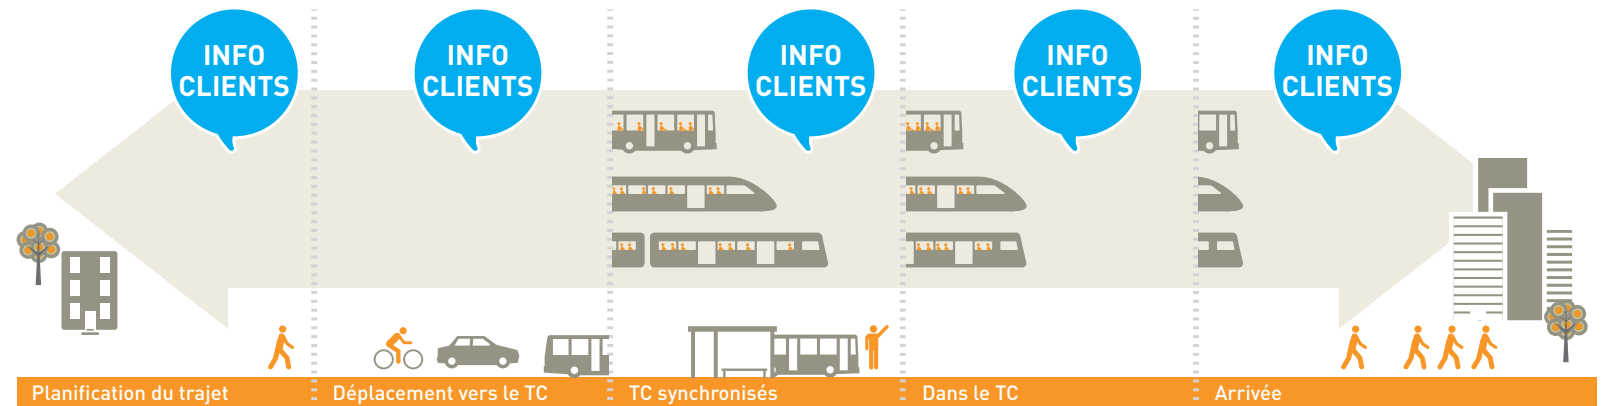 INFO
CLIENTS
INFO
CLIENTS
INFO
CLIENTS
INFO
CLIENTS
INFO
CLIENTS
Planification du trajet
Déplacement vers le TC
TC synchronisés
Dans le TC
Arrivée